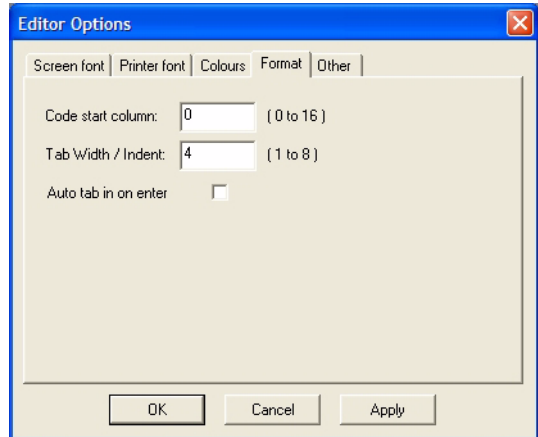 Editor Options
Screen font Printer font Colours Format Other
Code start column: 0 ( 0 to 16 )
Tab Width / Indent: 4 ( 1 to 8 )
Auto tab in on enter
OK Cancel Apply